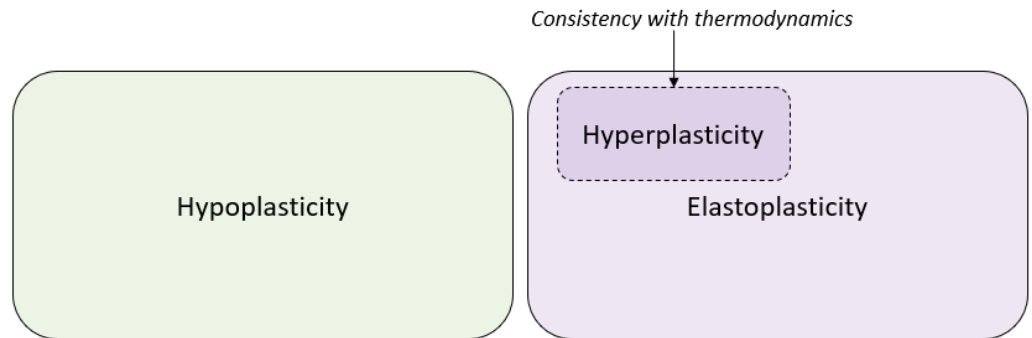 Consistency with thermodynamics
Hyperplasticity
Hypoplasticity
Elastoplasticity